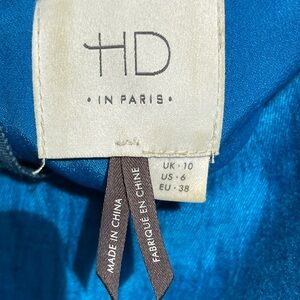 HD
• IN PARIS •
UK • 10
US • 6
EU • 38
MADE IN CHINA
FABRIQUÉ EN CHINE